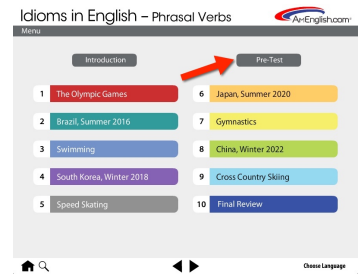 Idioms in English – Phrasal Verbs
AmEnglish.com
Menu
Introduction
Pre-Test
1 The Olympic Games
2 Brazil, Summer 2016
3 Swimming
4 South Korea, Winter 2018
5 Speed Skating
6 Japan, Summer 2020
7 Gymnastics
8 China, Winter 2022
9 Cross Country Skiing
10 Final Review
Choose Language